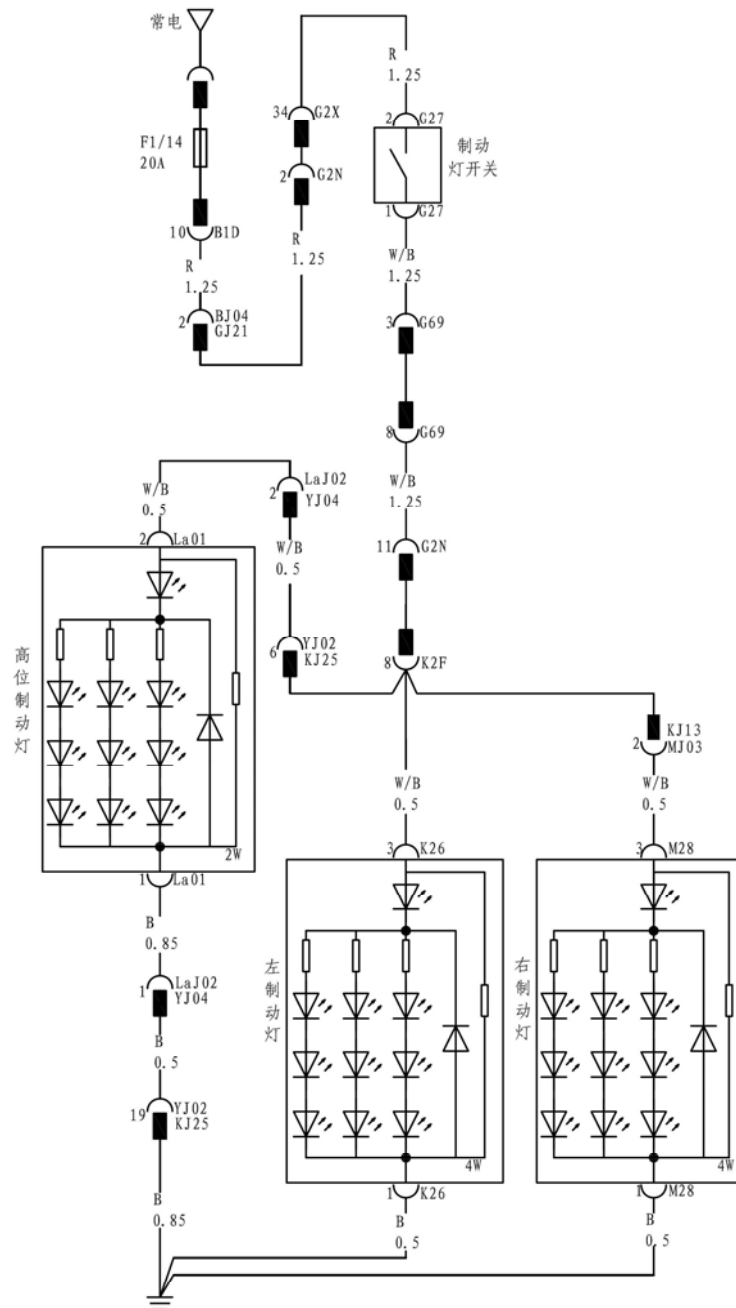 常电
F1/14
20A
10
B1D
R
1.25
2
BJ04
GJ21
34
G2X
2
G2N
R
1.25
R
1.25
2
G27
制动
灯开关
1
G27
W/B
1.25
3
G69
8
G69
W/B
1.25
11
G2N
8
K2F
W/B
0.5
2
La01
高位制动灯
2W
1
La01
B
0.85
1
LaJ02
YJ04
B
0.5
19
YJ02
KJ25
B
0.85
2
LaJ02
YJ04
W/B
0.5
6
YJ02
KJ25
W/B
0.5
3
K26
左制动灯
4W
1
K26
B
0.5
2
KJ13
MJ03
W/B
0.5
3
M28
右制动灯
4W
1
M28
B
0.5